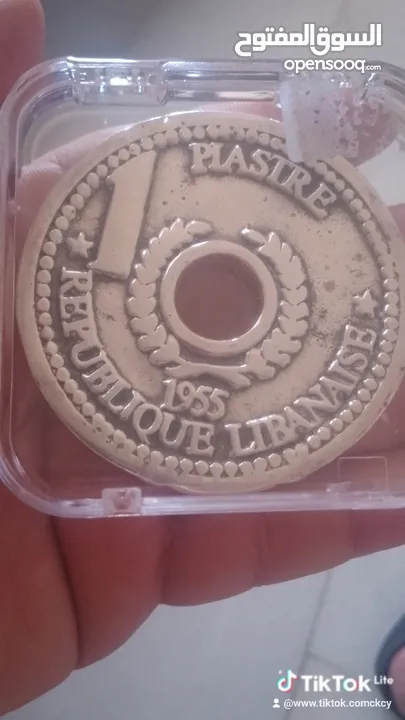 السوق المفتوح
opensooq.com
1 PIASTRE
★ REPUBLIQUE LIBANAISE ★
1955
TikTok Lite
@www.tiktok.comckcy